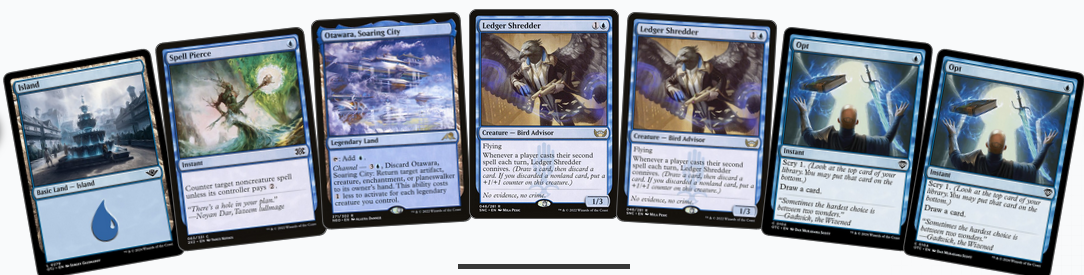 Island
Basic Land — Island
Spell Pierce
Instant
Counter target noncreature spell
unless its controller pays 2.
"There's a hole in your plan."
—Noyan Dar, Tazeem lullmage
Otawara, Soaring City
Legendary Land
: Add .
Channel — 3, Discard Otawara,
Soaring City: Return target artifact,
creature, enchantment, or planeswalker
to its owner's hand. This ability costs
1 less to activate for each legendary
creature you control.
Ledger Shredder 1
Creature — Bird Advisor
Flying
Whenever a player casts their second
spell each turn, Ledger Shredder
connives. (Draw a card, then discard a
card. If you discarded a nonland card, put a
+1/+1 counter on this creature.)
No evidence, no crime.
1/3
Ledger Shredder 1
Creature — Bird Advisor
Flying
Whenever a player casts their second
spell each turn, Ledger Shredder
connives. (Draw a card, then discard a
card. If you discarded a nonland card, put a
+1/+1 counter on this creature.)
No evidence, no crime.
1/3
Opt
Instant
Scry 1. (Look at the top card of your
library. You may put that card on the
bottom.)
Draw a card.
"Sometimes the hardest choice is
between two wonders."
—Gadwick, the Wizened
Opt
Instant
Scry 1. (Look at the top card of your
library. You may put that card on the
bottom.)
Draw a card.
"Sometimes the hardest choice is
between two wonders."
—Gadwick, the Wizened